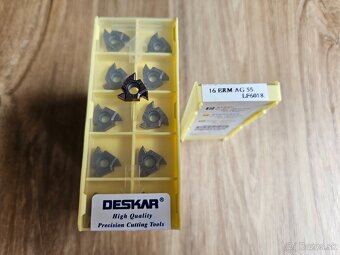 16 ERM AG 55
LF6018
DESKAR
High Quality
Precision Cutting Tools